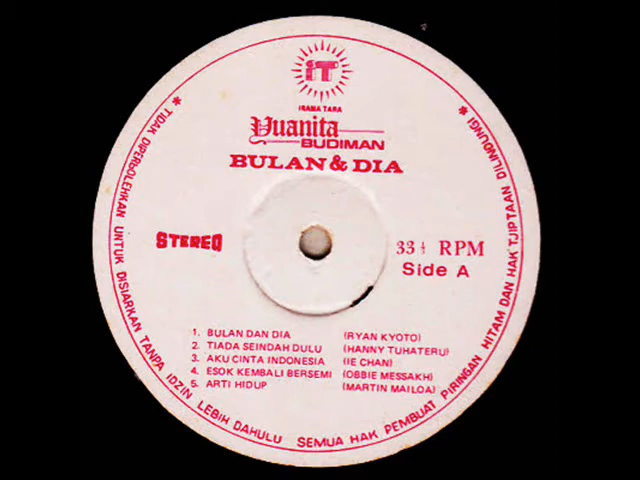 iT
IRAMA TARA
Yuanita
BUDIMAN
BULAN & DIA
STEREO
33⅓ RPM
Side A
1. BULAN DAN DIA (RYAN KYOTO)
2. TIADA SEINDAH DULU (HANNY TUHATERU)
3. AKU CINTA INDONESIA (IE CHAN)
4. ESOK KEMBALI BERSEMI (OBBIE MESSAKH)
5. ARTI HIDUP (MARTIN MAILOA)
* TIDAK DIPERBOLEHKAN UNTUK DISIARKAN TANPA IDZIN LEBIH DAHULU SEMUA HAK PEMBUAT PIRINGAN HITAM DAN HAK TJIPTAAN DILINDUNGI *